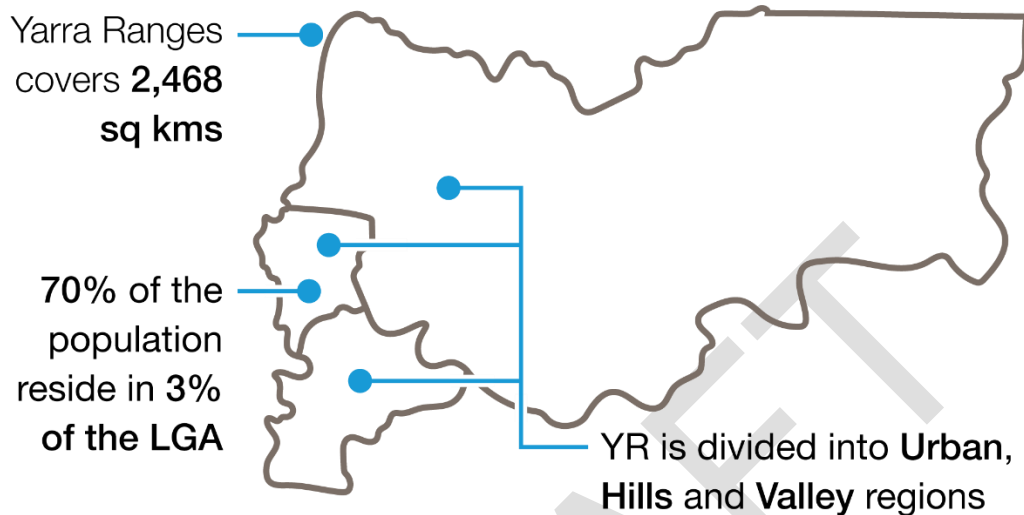 Yarra Ranges
covers 2,468
sq kms
70% of the
population
reside in 3%
of the LGA
YR is divided into Urban,
Hills and Valley regions